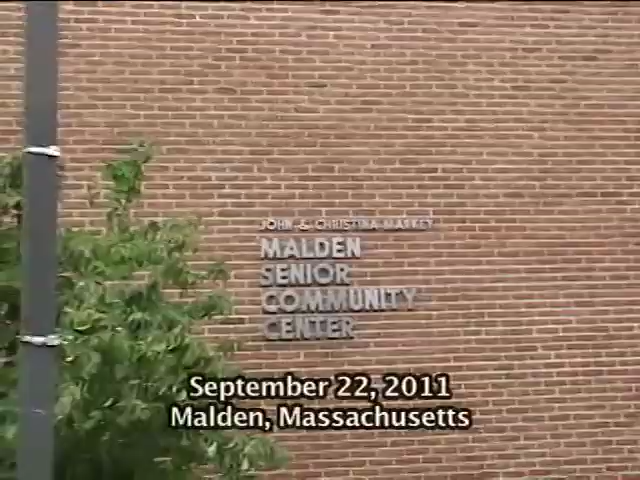 JOHN & CHRISTINA MARKEY
MALDEN
SENIOR
COMMUNITY
CENTER
September 22, 2011
Malden, Massachusetts